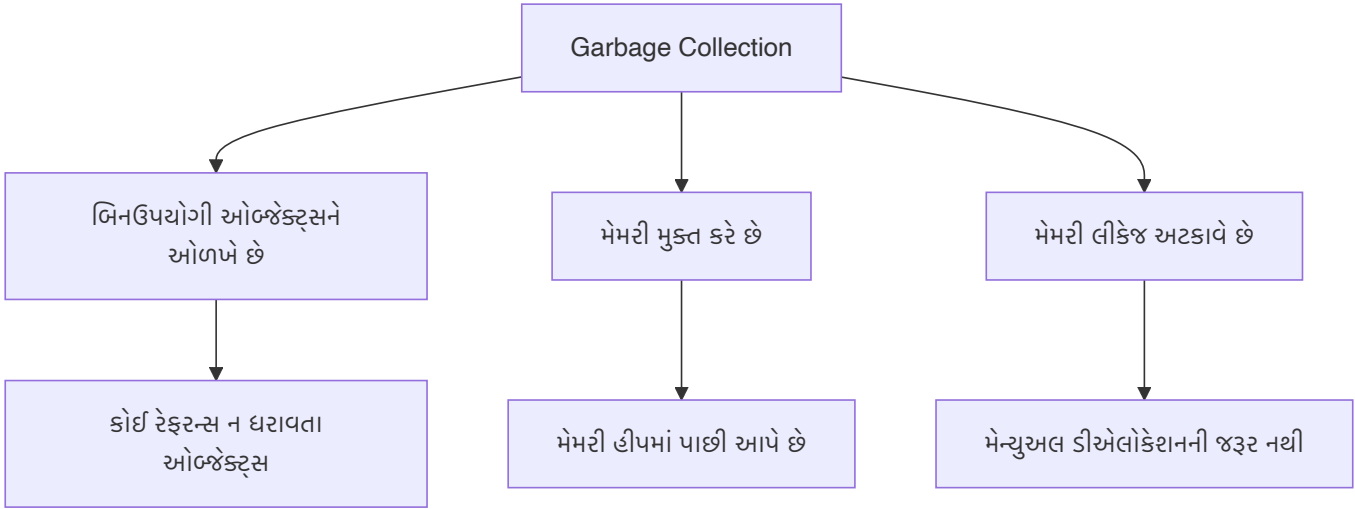 Garbage Collection
બિનઉપયોગી ઓબ્જેક્ટ્સને
ઓળખે છે
મેમરી મુક્ત કરે છે
મેમરી લીકેજ અટકાવે છે
કોઈ રેફરન્સ ન ધરાવતા
ઓબ્જેક્ટ્સ
મેમરી હીપમાં પાછી આપે છે
મેન્યુઅલ ડીએલોકેશનની જરૂર નથી